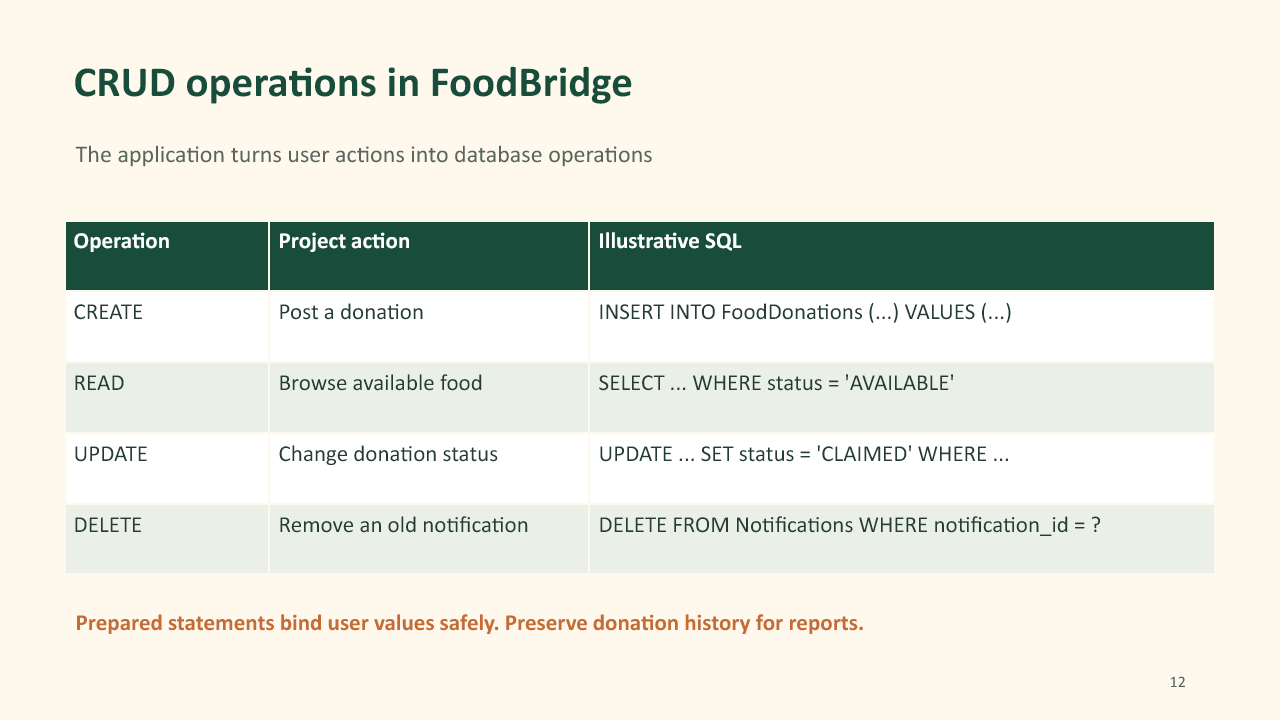 CRUD operations in FoodBridge
The application turns user actions into database operations
Operation Project action Illustrative SQL
CREATE Post a donation INSERT INTO FoodDonations (...) VALUES (...)
READ Browse available food SELECT ... WHERE status = 'AVAILABLE'
UPDATE Change donation status UPDATE ... SET status = 'CLAIMED' WHERE ...
DELETE Remove an old notification DELETE FROM Notifications WHERE notification_id = ?
Prepared statements bind user values safely. Preserve donation history for reports.
12